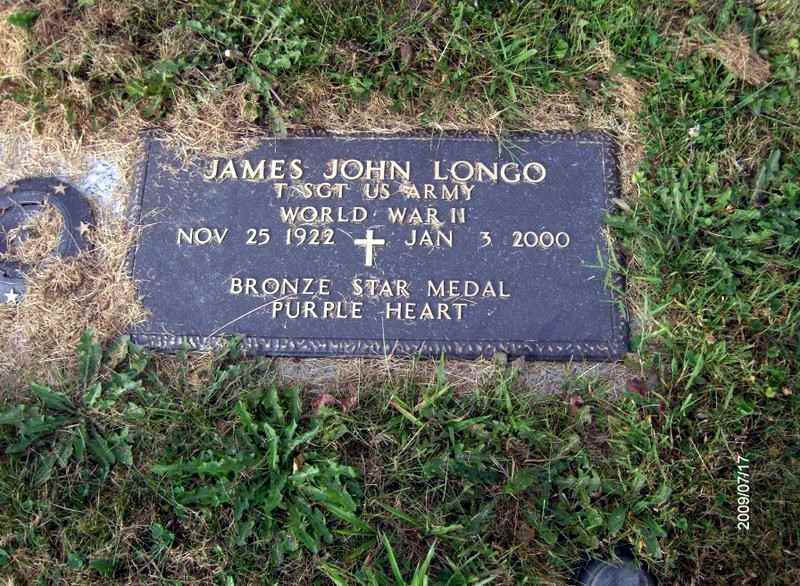 JAMES JOHN LONGO
T SGT US ARMY
WORLD WAR II
NOV 25 1922 JAN 3 2000
BRONZE STAR MEDAL
PURPLE HEART
2009/07/17